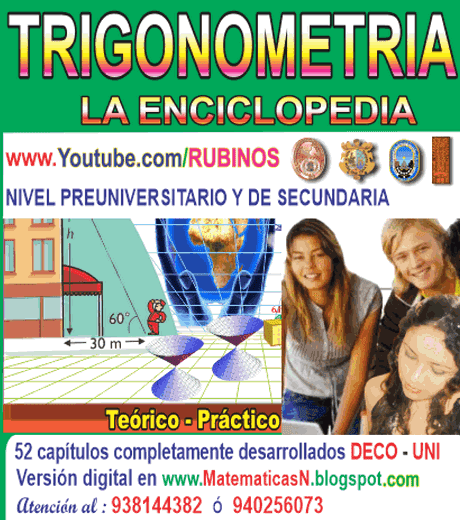 TRIGONOMETRIA
LA ENCICLOPEDIA
www.Youtube.com/RUBINOS
NIVEL PREUNIVERSITARIO Y DE SECUNDARIA
h
60°
30 m
Teórico - Práctico
52 capítulos completamente desarrollados DECO - UNI
Versión digital en www.MatematicasN.blogspot.com
Atención al : 938144382 ó 940256073